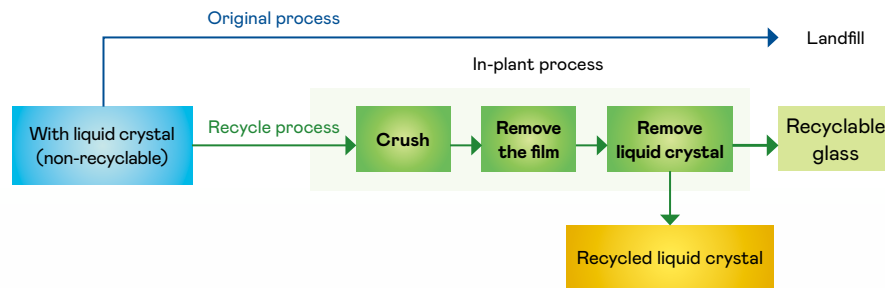 Original process
Landfill
In-plant process
With liquid crystal
(non-recyclable)
Recycle process
Crush
Remove
the film
Remove
liquid crystal
Recyclable
glass
Recycled liquid crystal